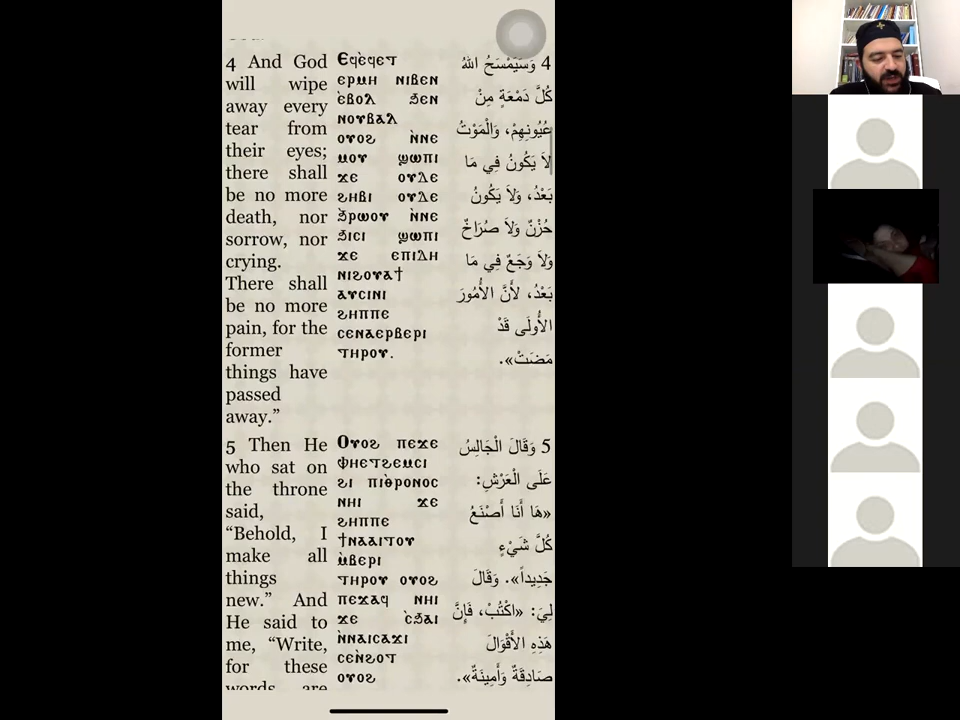 4 And God
will wipe
away every
tear from
their eyes;
there shall
be no more
death, nor
sorrow, nor
crying.
There shall
be no more
pain, for the
former
things have
passed
away.”
Ⲉϥⲉ̀ϥⲉⲧ
ⲉⲣⲙⲏ ⲛⲓⲃⲉⲛ
ⲉ̀ⲃⲟⲗ ϧⲉⲛ
ⲛⲟⲩⲃⲁⲗ
ⲟⲩⲟϩ ⲛ̀ⲛⲉ
ⲙⲟⲩ ϣⲱⲡⲓ
ϫⲉ ⲟⲩⲇⲉ
ϩⲏⲃⲓ ⲟⲩⲇⲉ
ϧ̀ⲣⲱⲟⲩ ⲛ̀ⲛⲉ
ϧⲓⲥⲓ ϣⲱⲡⲓ
ϫⲉ ⲉⲡⲓⲇⲏ
ⲛⲓϩⲟⲩⲁϯ
ⲁⲩⲥⲓⲛⲓ
ϩⲏⲡⲡⲉ
ⲥⲉⲛⲁⲉⲣⲃⲉⲣⲓ
ⲧⲏⲣⲟⲩ.
4 وَسَيَمْسَحُ اللهُ
كُلَّ دَمْعَةٍ مِنْ
عُيُونِهِمْ، وَالْمَوْتُ
لاَ يَكُونُ فِي مَا
بَعْدُ، وَلاَ يَكُونُ
حُزْنٌ وَلاَ صُرَاخٌ
وَلاَ وَجَعٌ فِي مَا
بَعْدُ، لأَنَّ الأُمُورَ
الأُولَى قَدْ
مَضَتْ».
5 Then He
who sat on
the throne
said,
“Behold, I
make all
things
new.” And
He said to
me, “Write,
for these
words are
Ⲟⲩⲟϩ ⲡⲉϫⲉ
ⲫⲏⲉⲧϩⲉⲙⲥⲓ
ϩⲓ ⲡⲓⲑ̀ⲣⲟⲛⲟⲥ
ⲛⲏⲓ ϫⲉ
ϩⲏⲡⲡⲉ
ϯⲛⲁⲁⲓⲧⲟⲩ
ⲙ̀ⲃⲉⲣⲓ
ⲧⲏⲣⲟⲩ ⲟⲩⲟϩ
ⲡⲉϫⲁϥ ⲛⲏⲓ
ϫⲉ ⲥ̀ϧⲁⲓ
ⲛ̀ⲛⲁⲓⲥⲁϫⲓ
ⲥⲉⲛ̀ϩⲟⲧ
ⲟⲩⲟϩ
5 وَقَالَ الْجَالِسُ
عَلَى الْعَرْشِ:
«هَا أَنَا أَصْنَعُ
كُلَّ شَيْءٍ
جَدِيداً». وَقَالَ
لِيَ: «اكْتُبْ، فَإِنَّ
هَذِهِ الأَقْوَالَ
صَادِقَةٌ وَأَمِينَةٌ».